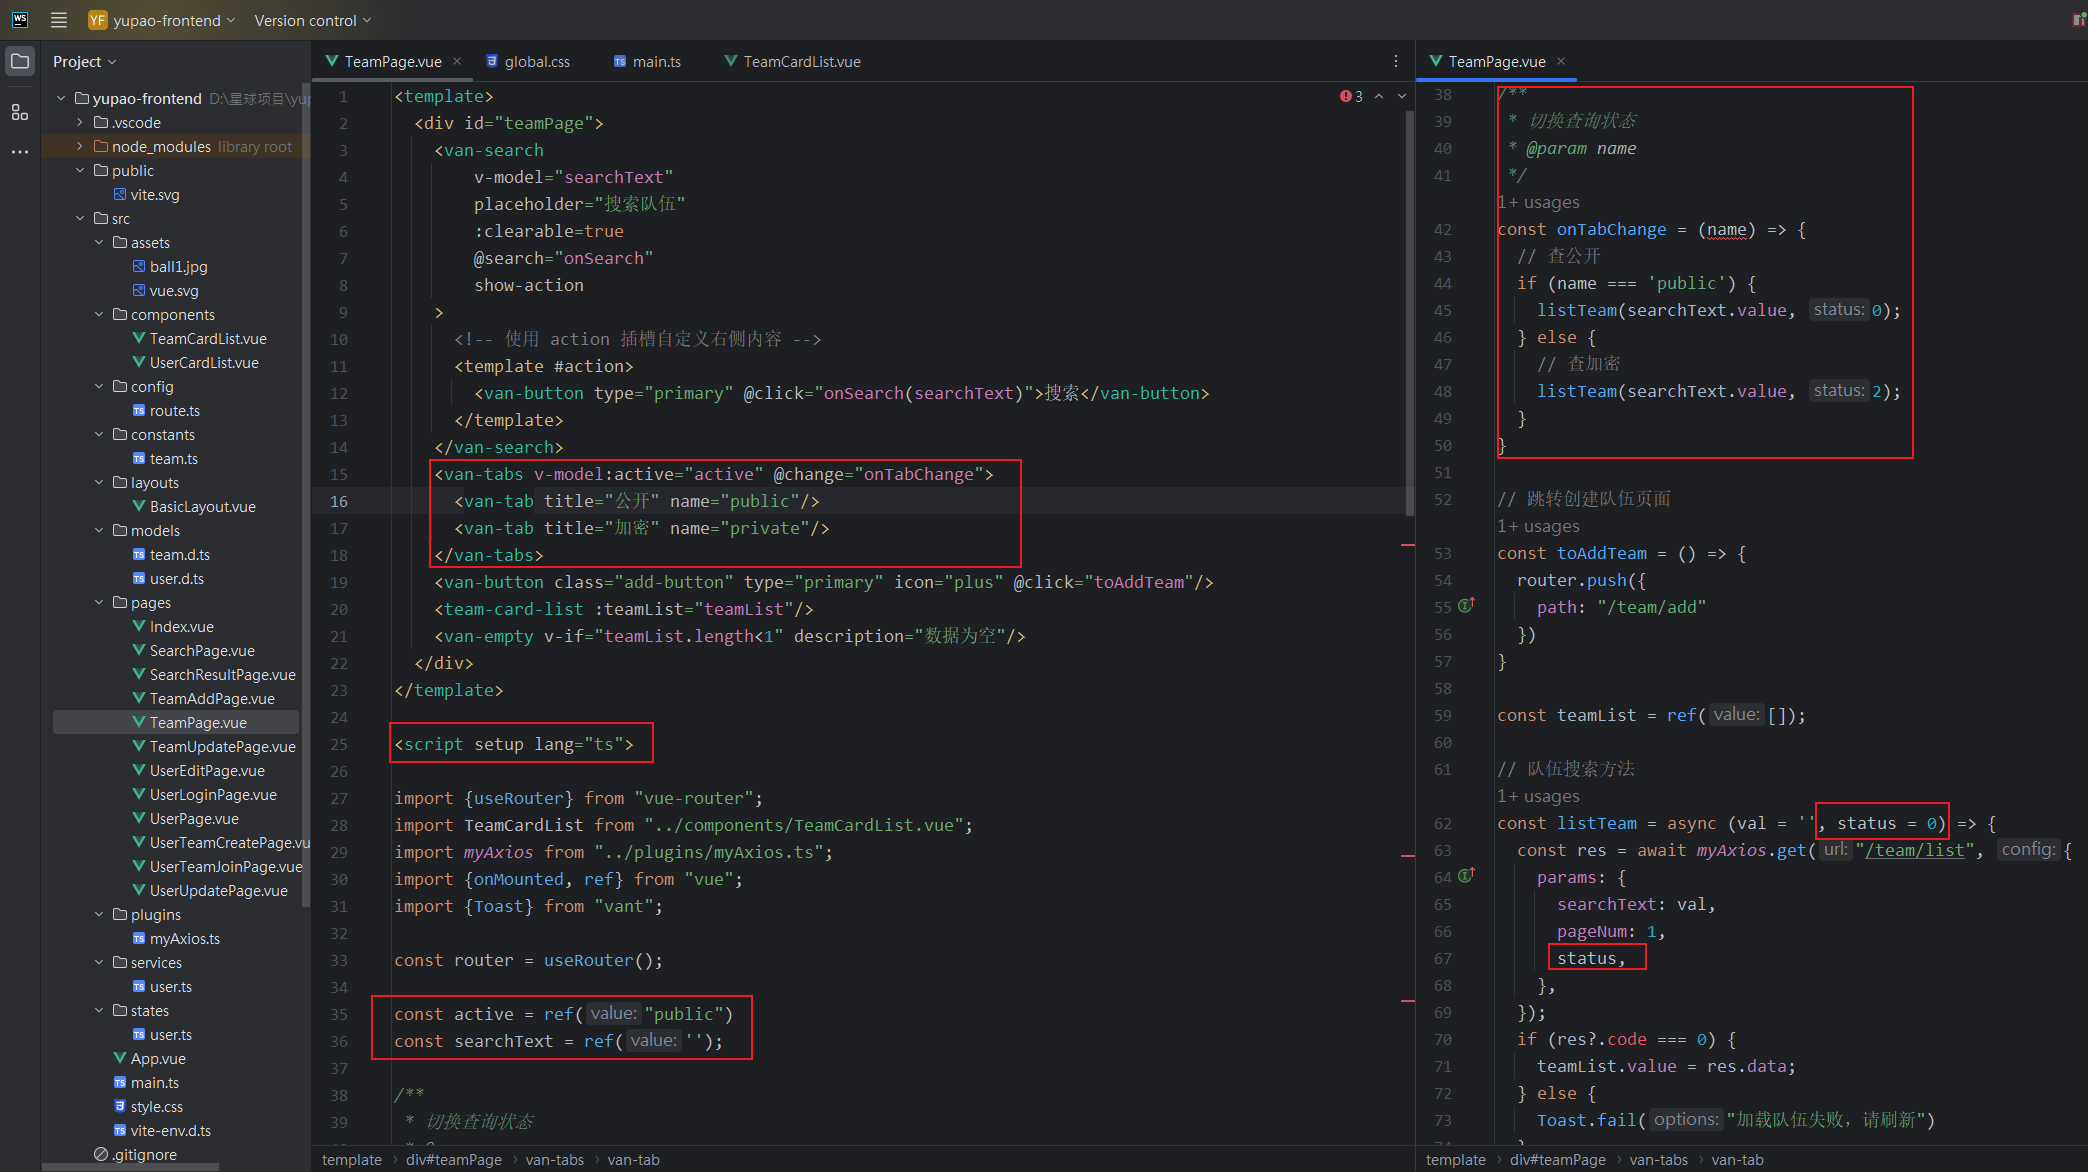 WS
YF yupao-frontend
Version control
Project
yupao-frontend D:\星球项目\yup
.vscode
node_modules library root
public
vite.svg
src
assets
ball1.jpg
vue.svg
components
TeamCardList.vue
UserCardList.vue
config
route.ts
constants
team.ts
layouts
BasicLayout.vue
models
team.d.ts
user.d.ts
pages
Index.vue
SearchPage.vue
SearchResultPage.vue
TeamAddPage.vue
TeamPage.vue
TeamUpdatePage.vue
UserEditPage.vue
UserLoginPage.vue
UserPage.vue
UserTeamCreatePage.vu
UserTeamJoinPage.vue
UserUpdatePage.vue
plugins
myAxios.ts
services
user.ts
states
user.ts
App.vue
main.ts
style.css
vite-env.d.ts
.gitignore
TeamPage.vue
global.css
main.ts
TeamCardList.vue
3
1 <template>
2 <div id="teamPage">
3 <van-search
4 v-model="searchText"
5 placeholder="搜索队伍"
6 :clearable=true
7 @search="onSearch"
8 show-action
9 >
10 <!-- 使用 action 插槽自定义右侧内容 -->
11 <template #action>
12 <van-button type="primary" @click="onSearch(searchText)">搜索</van-button>
13 </template>
14 </van-search>
15 <van-tabs v-model:active="active" @change="onTabChange">
16 <van-tab title="公开" name="public"/>
17 <van-tab title="加密" name="private"/>
18 </van-tabs>
19 <van-button class="add-button" type="primary" icon="plus" @click="toAddTeam"/>
20 <team-card-list :teamList="teamList"/>
21 <van-empty v-if="teamList.length<1" description="数据为空"/>
22 </div>
23 </template>
24
25 <script setup lang="ts">
26
27 import {useRouter} from "vue-router";
28 import TeamCardList from "../components/TeamCardList.vue";
29 import myAxios from "../plugins/myAxios.ts";
30 import {onMounted, ref} from "vue";
31 import {Toast} from "vant";
32
33 const router = useRouter();
34
35 const active = ref( value: "public")
36 const searchText = ref( value: '');
37
38 /**
39 * 切换查询状态
template > div#teamPage > van-tabs > van-tab
TeamPage.vue
38 /**
39 * 切换查询状态
40 * @param name
41 */
1+ usages
42 const onTabChange = (name) => {
43 // 查公开
44 if (name === 'public') {
45 listTeam(searchText.value, status: 0);
46 } else {
47 // 查加密
48 listTeam(searchText.value, status: 2);
49 }
50 }
51
52 // 跳转创建队伍页面
1+ usages
53 const toAddTeam = () => {
54 router.push({
55 path: "/team/add"
56 })
57 }
58
59 const teamList = ref( value: []);
60
61 // 队伍搜索方法
1+ usages
62 const listTeam = async (val = '', status = 0) => {
63 const res = await myAxios.get( url: "/team/list", config: {
64 params: {
65 searchText: val,
66 pageNum: 1,
67 status,
68 },
69 });
70 if (res?.code === 0) {
71 teamList.value = res.data;
72 } else {
73 Toast.fail( options: "加载队伍失败，请刷新")
template > div#teamPage > van-tabs > van-tab